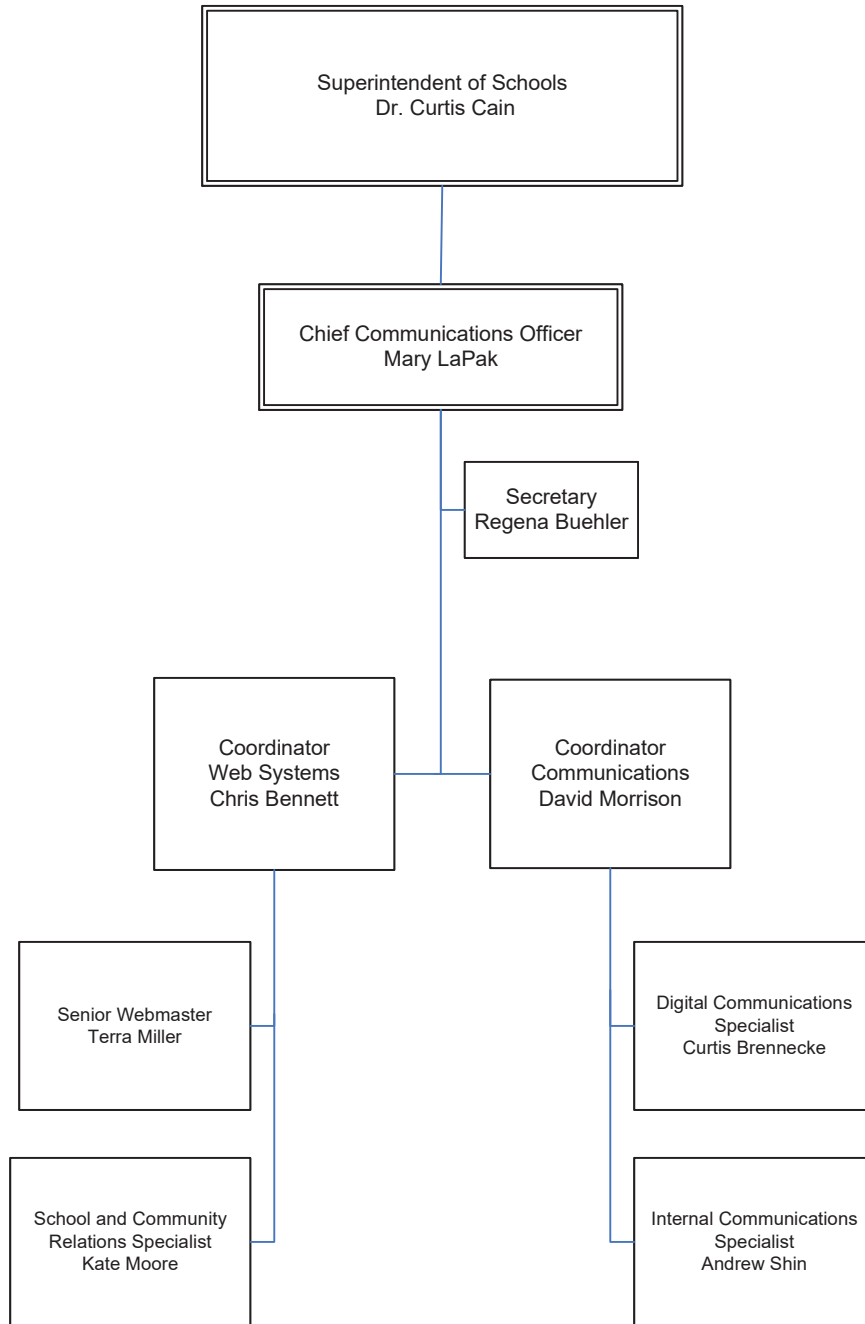 Superintendent of Schools
Dr. Curtis Cain
Chief Communications Officer
Mary LaPak
Secretary
Regena Buehler
Coordinator
Web Systems
Chris Bennett
Coordinator
Communications
David Morrison
Senior Webmaster
Terra Miller
Digital Communications
Specialist
Curtis Brennecke
School and Community
Relations Specialist
Kate Moore
Internal Communications
Specialist
Andrew Shin